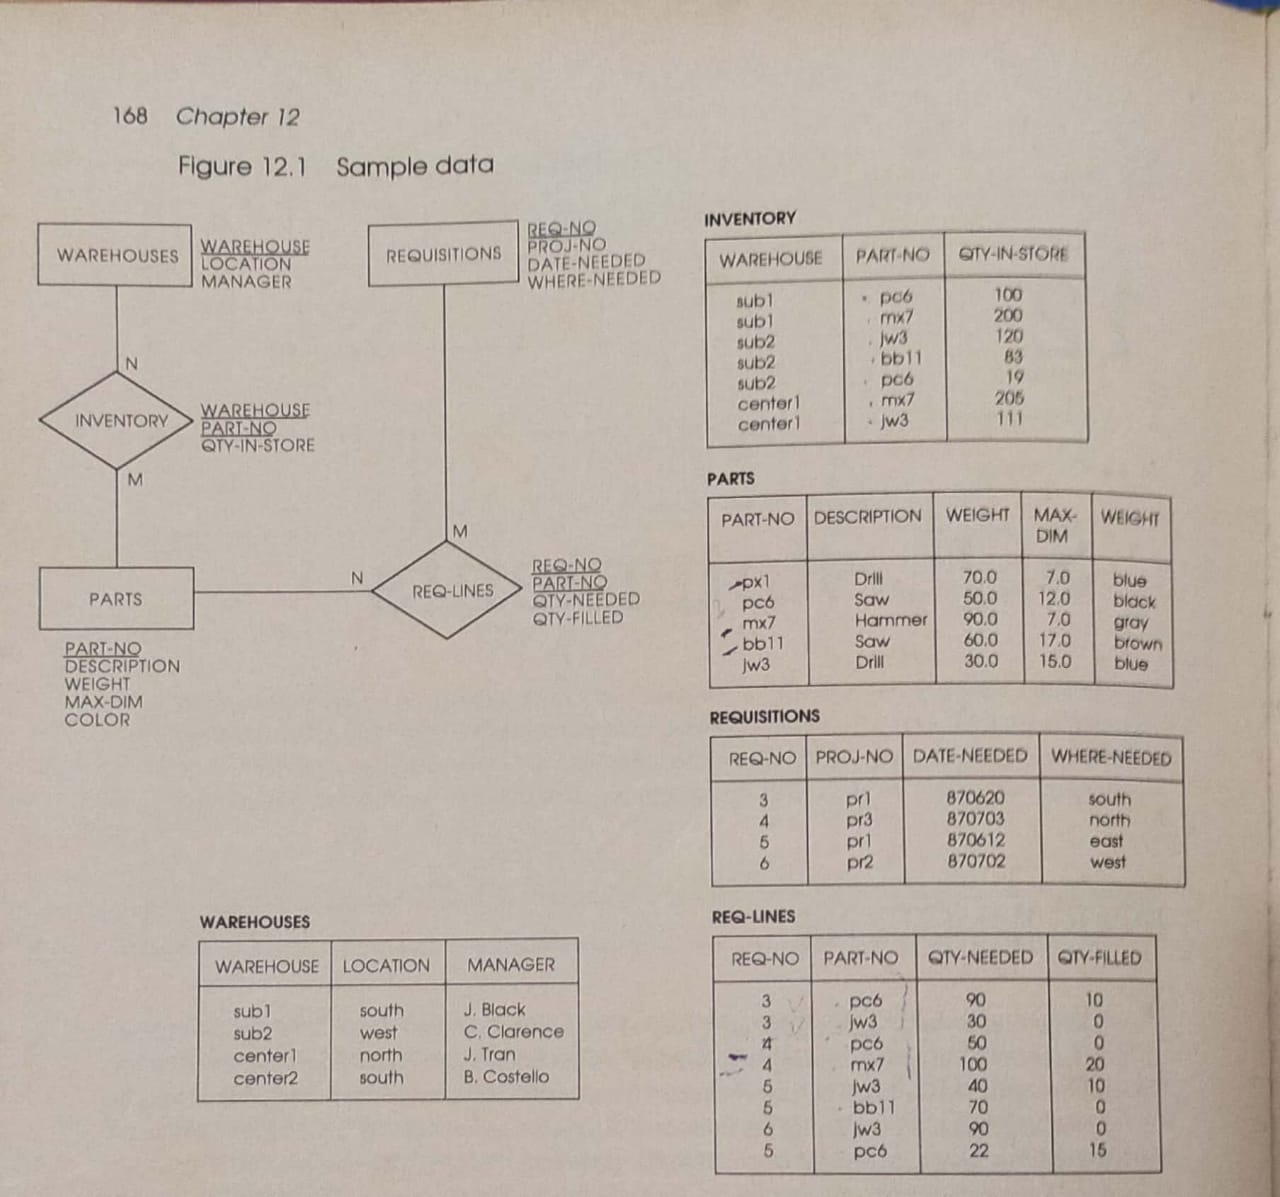 168 Chapter 12
Figure 12.1 Sample data
WAREHOUSES
WAREHOUSE
LOCATION
MANAGER
REQUISITIONS
REQ-NO
PROJ-NO
DATE-NEEDED
WHERE-NEEDED
N
INVENTORY
WAREHOUSE
PART-NO
QTY-IN-STORE
M
M
PARTS
N
REQ-LINES
REQ-NO
PART-NO
QTY-NEEDED
QTY-FILLED
PART-NO
DESCRIPTION
WEIGHT
MAX-DIM
COLOR
WAREHOUSES
WAREHOUSE LOCATION MANAGER
sub1 south J. Black
sub2 west C. Clarence
center1 north J. Tran
center2 south B. Costello
INVENTORY
WAREHOUSE PART-NO QTY-IN-STORE
sub1 pc6 100
sub1 mx7 200
sub2 jw3 120
sub2 bb11 83
sub2 pc6 19
center1 mx7 205
center1 jw3 111
PARTS
PART-NO DESCRIPTION WEIGHT MAX- WEIGHT
DIM
px1 Drill 70.0 7.0 blue
pc6 Saw 50.0 12.0 black
mx7 Hammer 90.0 7.0 gray
bb11 Saw 60.0 17.0 brown
jw3 Drill 30.0 15.0 blue
REQUISITIONS
REQ-NO PROJ-NO DATE-NEEDED WHERE-NEEDED
3 pr1 870620 south
4 pr3 870703 north
5 pr1 870612 east
6 pr2 870702 west
REQ-LINES
REQ-NO PART-NO QTY-NEEDED QTY-FILLED
3 pc6 90 10
3 jw3 30 0
4 pc6 50 0
4 mx7 100 20
5 jw3 40 10
5 bb11 70 0
6 jw3 90 0
5 pc6 22 15